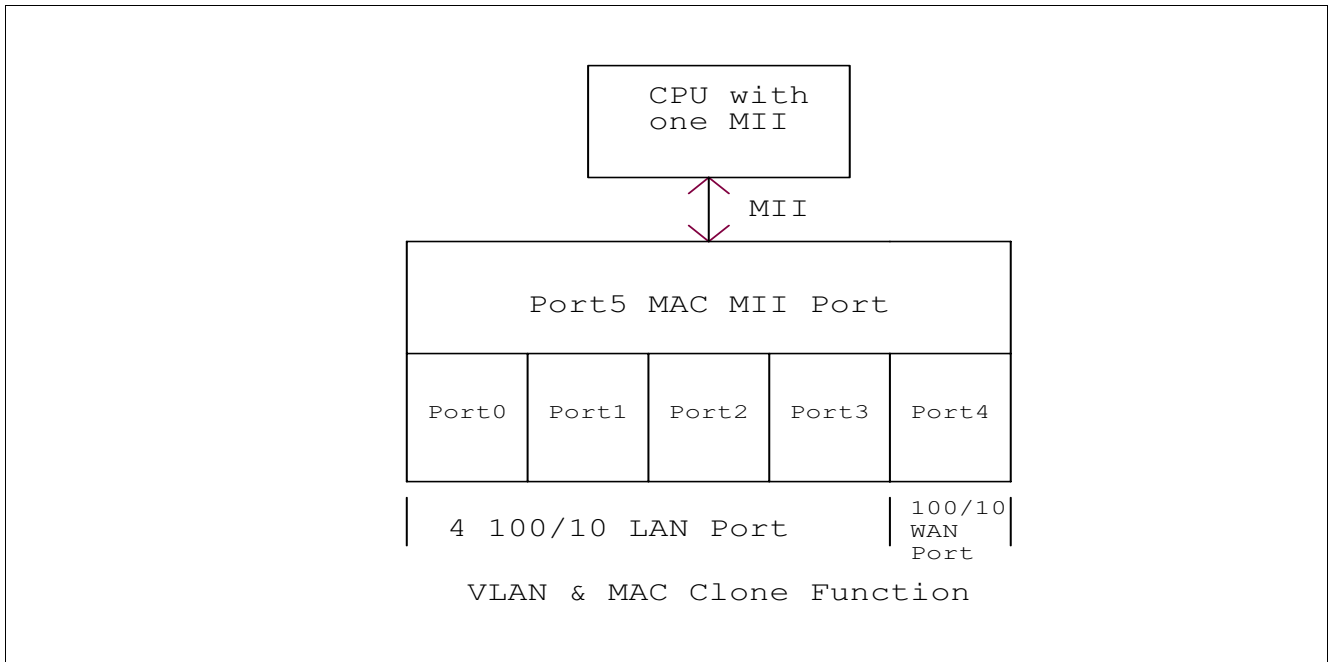 CPU with
one MII
MII
Port5 MAC MII Port
Port0 Port1 Port2 Port3 Port4
4 100/10 LAN Port
100/10
WAN
Port
VLAN & MAC Clone Function